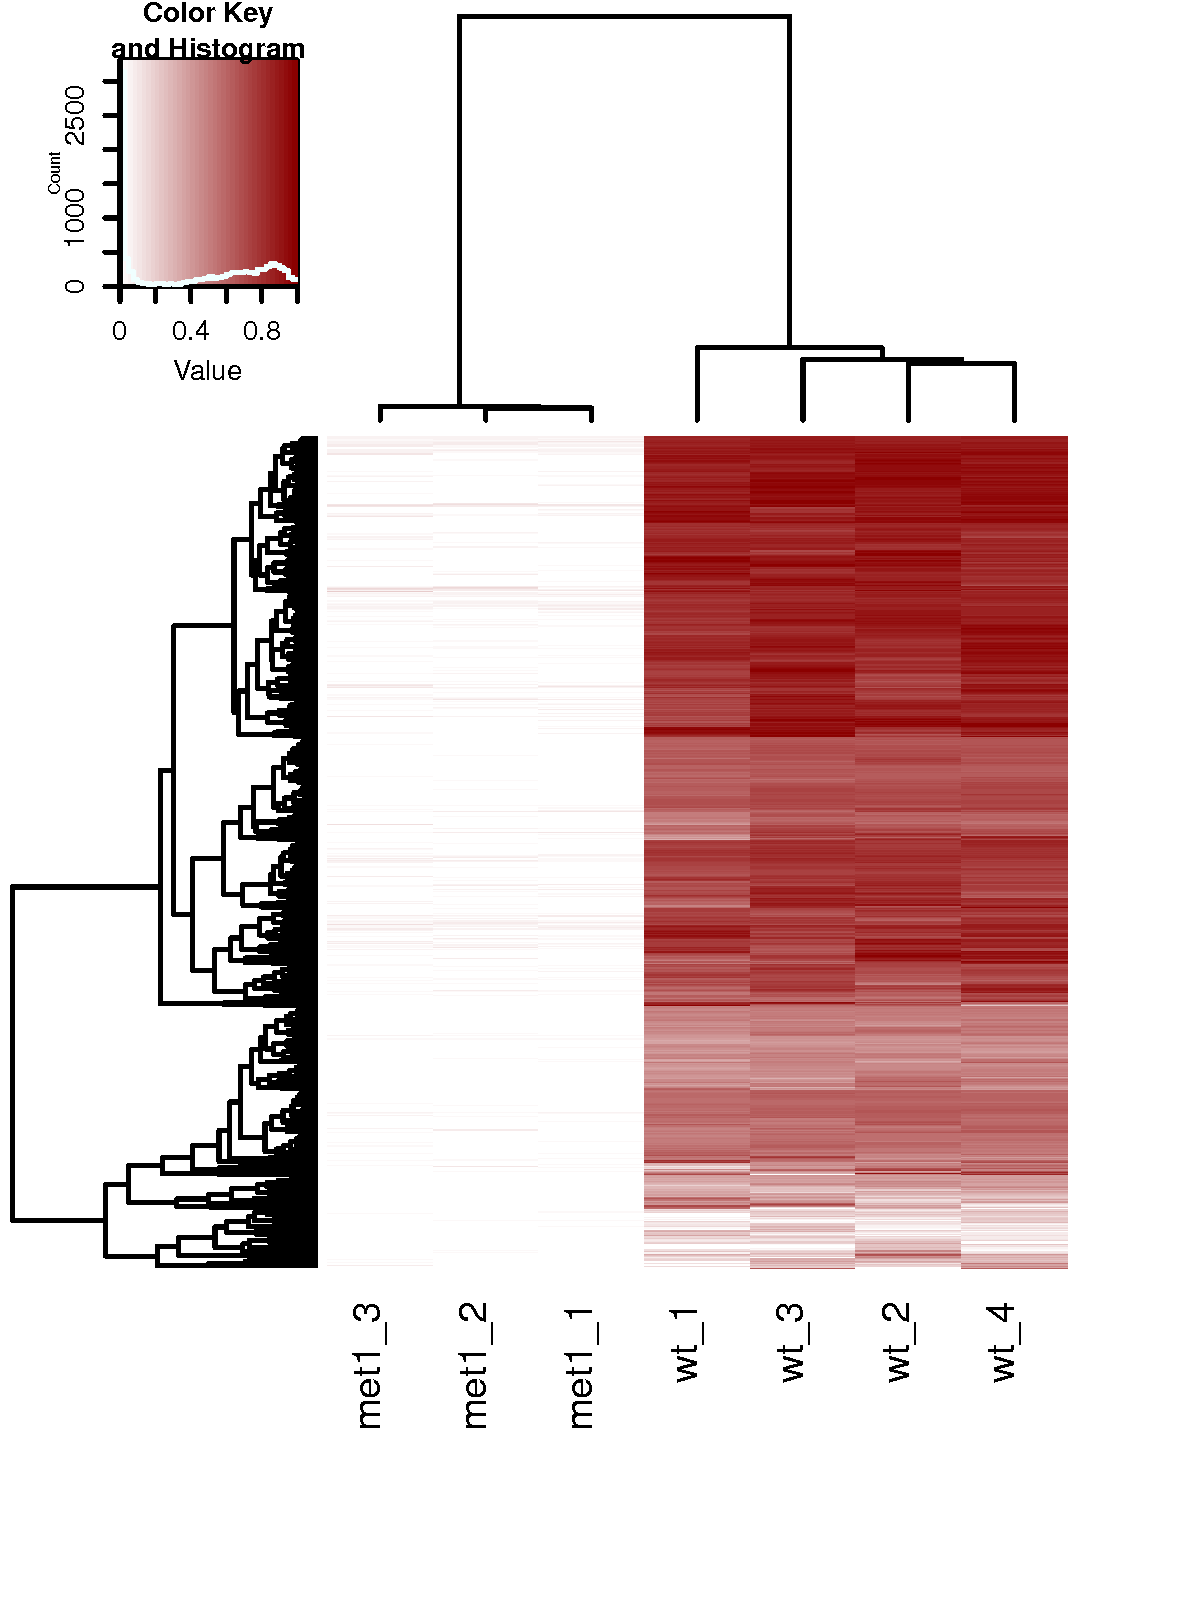 Color Key
and Histogram
Count
0 1000 2500
0 0.4 0.8
Value
met1_3
met1_2
met1_1
wt_1
wt_3
wt_2
wt_4